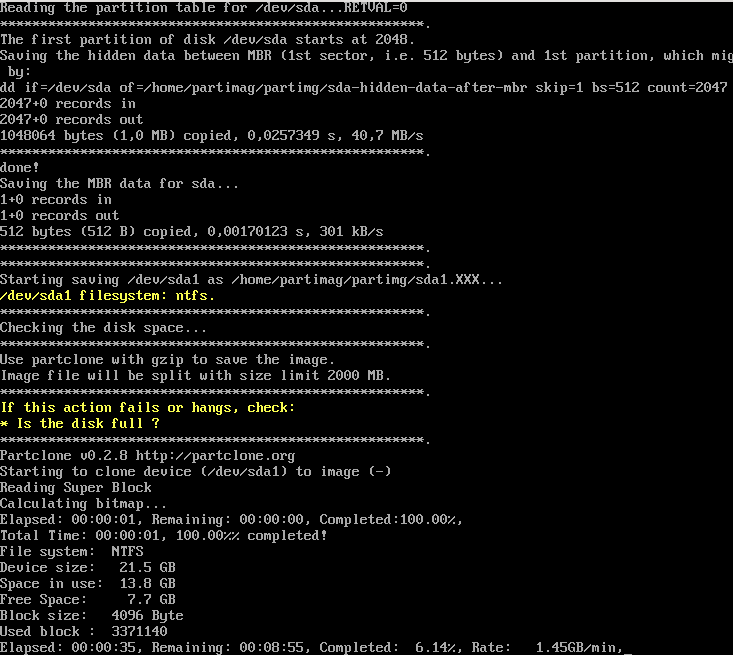 Reading the partition table for /dev/sda...RETVAL=0
*****************************************************.
The first partition of disk /dev/sda starts at 2048.
Saving the hidden data between MBR (1st sector, i.e. 512 bytes) and 1st partition, which mig
by:
dd if=/dev/sda of=/home/partimag/partimg/sda-hidden-data-after-mbr skip=1 bs=512 count=2047
2047+0 records in
2047+0 records out
1048064 bytes (1,0 MB) copied, 0,0257349 s, 40,7 MB/s
*****************************************************.
done!
Saving the MBR data for sda...
1+0 records in
1+0 records out
512 bytes (512 B) copied, 0,00170123 s, 301 kB/s
*****************************************************.
*****************************************************.
Starting saving /dev/sda1 as /home/partimag/partimg/sda1.XXX...
/dev/sda1 filesystem: ntfs.
*****************************************************.
Checking the disk space...
*****************************************************.
Use partclone with gzip to save the image.
Image file will be split with size limit 2000 MB.
*****************************************************.
If this action fails or hangs, check:
* Is the disk full ?
*****************************************************.
Partclone v0.2.8 http://partclone.org
Starting to clone device (/dev/sda1) to image (-)
Reading Super Block
Calculating bitmap...
Elapsed: 00:00:01, Remaining: 00:00:00, Completed:100.00%,
Total Time: 00:00:01, 100.00%% completed!
File system:  NTFS
Device size:   21.5 GB
Space in use:  13.8 GB
Free Space:     7.7 GB
Block size:   4096 Byte
Used block :  3371140
Elapsed: 00:00:35, Remaining: 00:08:55, Completed:  6.14%, Rate:   1.45GB/min,_